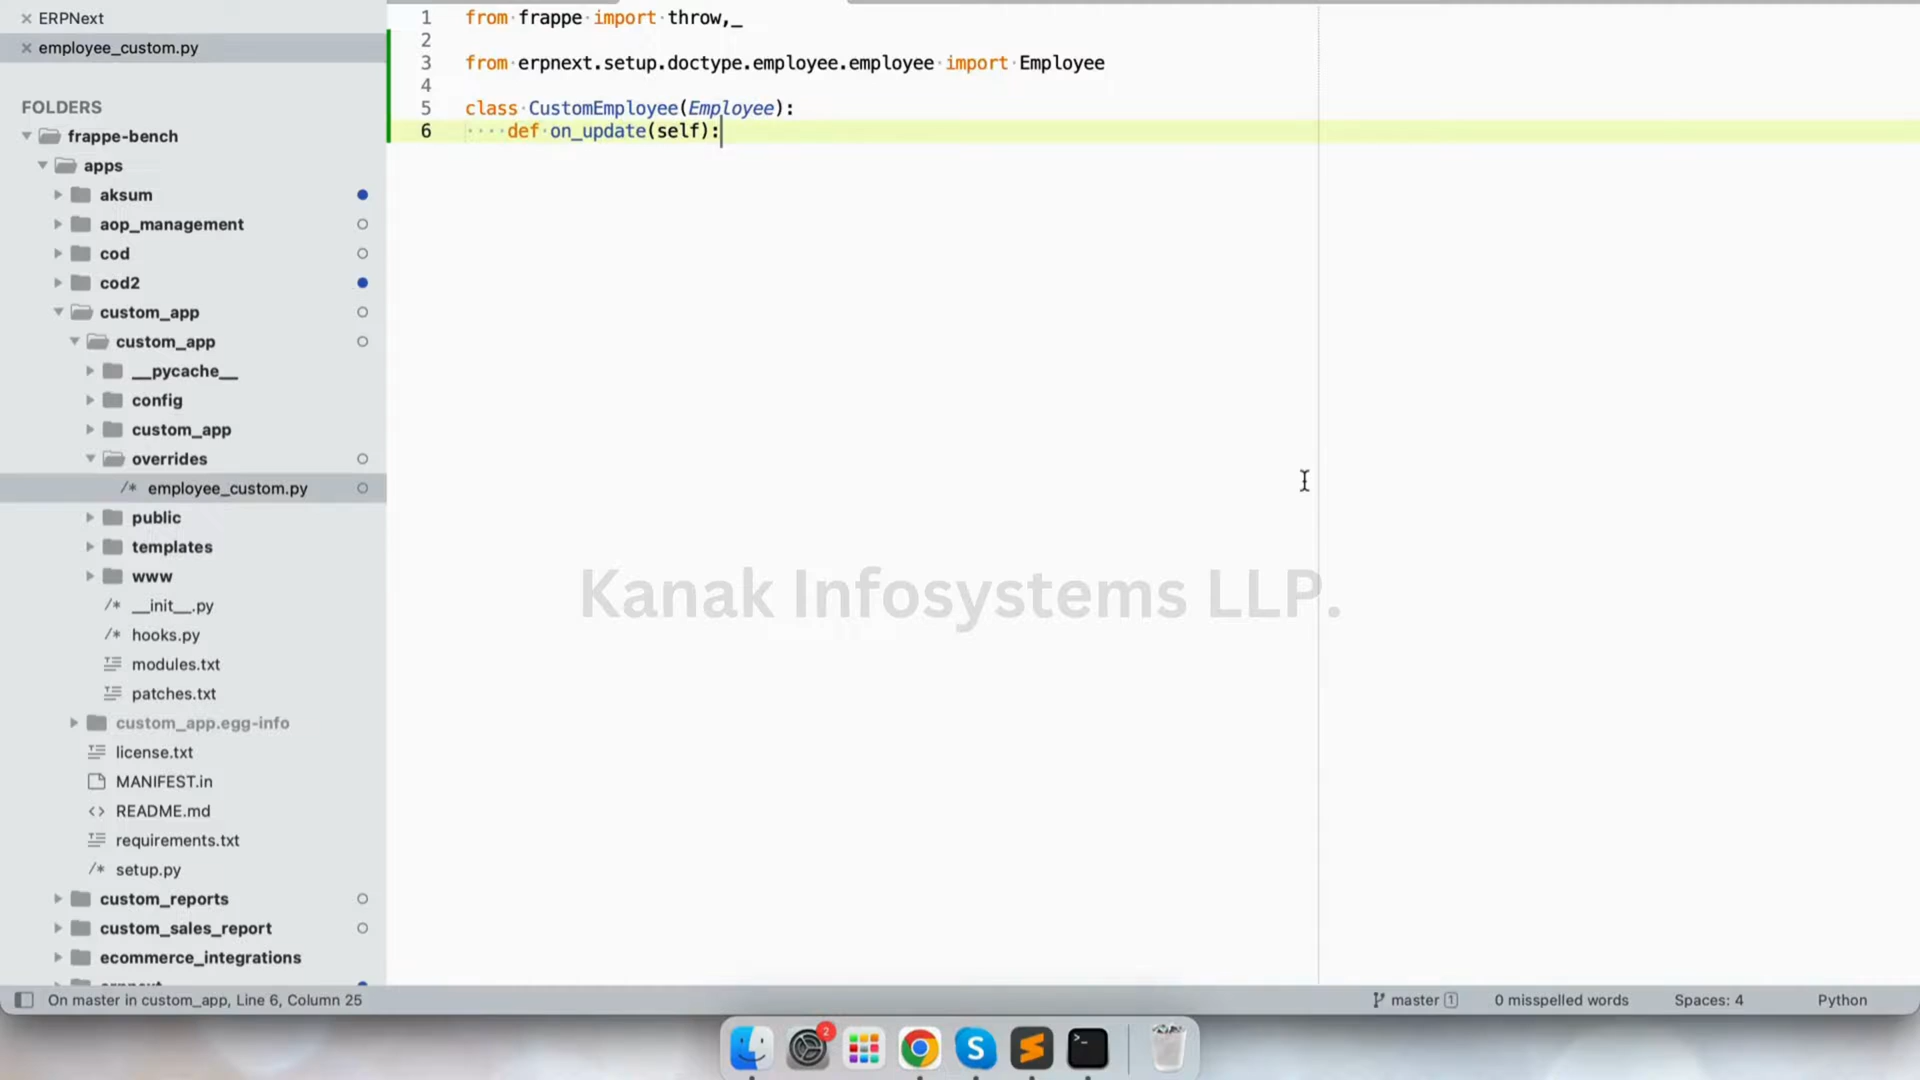 ERPNext
employee_custom.py
FOLDERS
frappe-bench
apps
aksum
aop_management
cod
cod2
custom_app
custom_app
__pycache__
config
custom_app
overrides
/* employee_custom.py
public
templates
www
/* __init__.py
/* hooks.py
modules.txt
patches.txt
custom_app.egg-info
license.txt
MANIFEST.in
<> README.md
requirements.txt
/* setup.py
custom_reports
custom_sales_report
ecommerce_integrations
1 from frappe import throw,_
2
3 from erpnext.setup.doctype.employee.employee import Employee
4
5 class CustomEmployee(Employee):
6 def on_update(self):
Kanak Infosystems LLP.
On master in custom_app, Line 6, Column 25
master 1
0 misspelled words
Spaces: 4
Python
2
S
>_